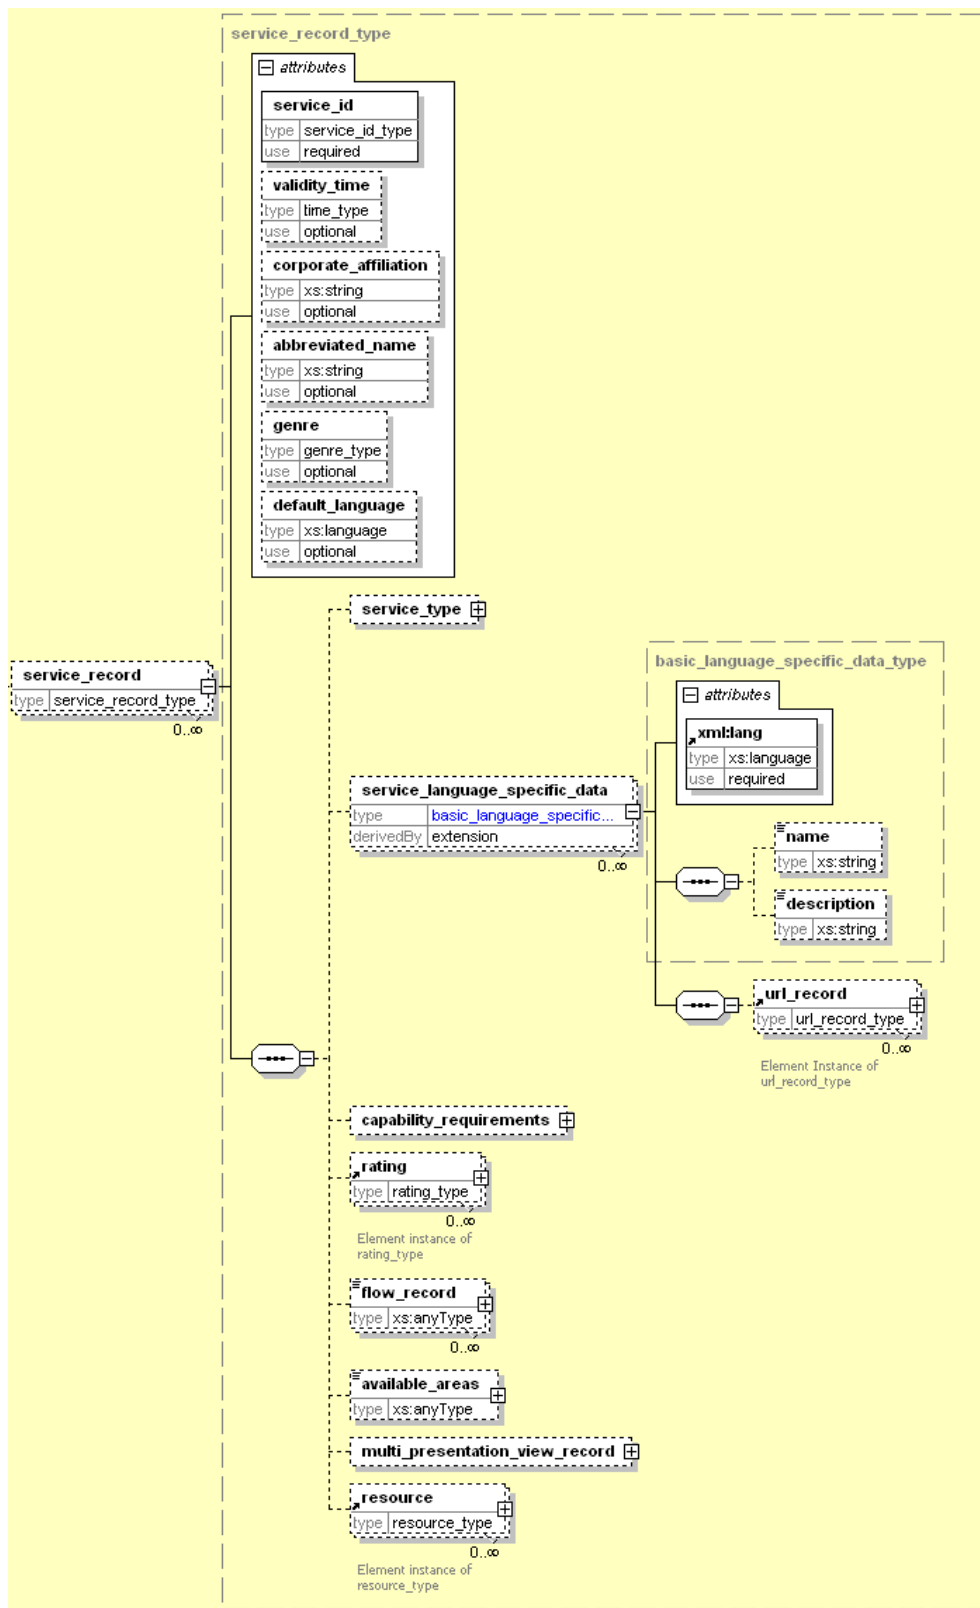 service_record_type
attributes
service_id
type service_id_type
use required
validity_time
type time_type
use optional
corporate_affiliation
type xs:string
use optional
abbreviated_name
type xs:string
use optional
genre
type genre_type
use optional
default_language
type xs:language
use optional
service_type
service_record
type service_record_type
0..∞
basic_language_specific_data_type
attributes
xml:lang
type xs:language
use required
service_language_specific_data
type basic_language_specific...
derivedBy extension
0..∞
name
type xs:string
description
type xs:string
url_record
type url_record_type
0..∞
Element Instance of
url_record_type
capability_requirements
rating
type rating_type
0..∞
Element instance of
rating_type
flow_record
type xs:anyType
0..∞
available_areas
type xs:anyType
multi_presentation_view_record
resource
type resource_type
0..∞
Element instance of
resource_type